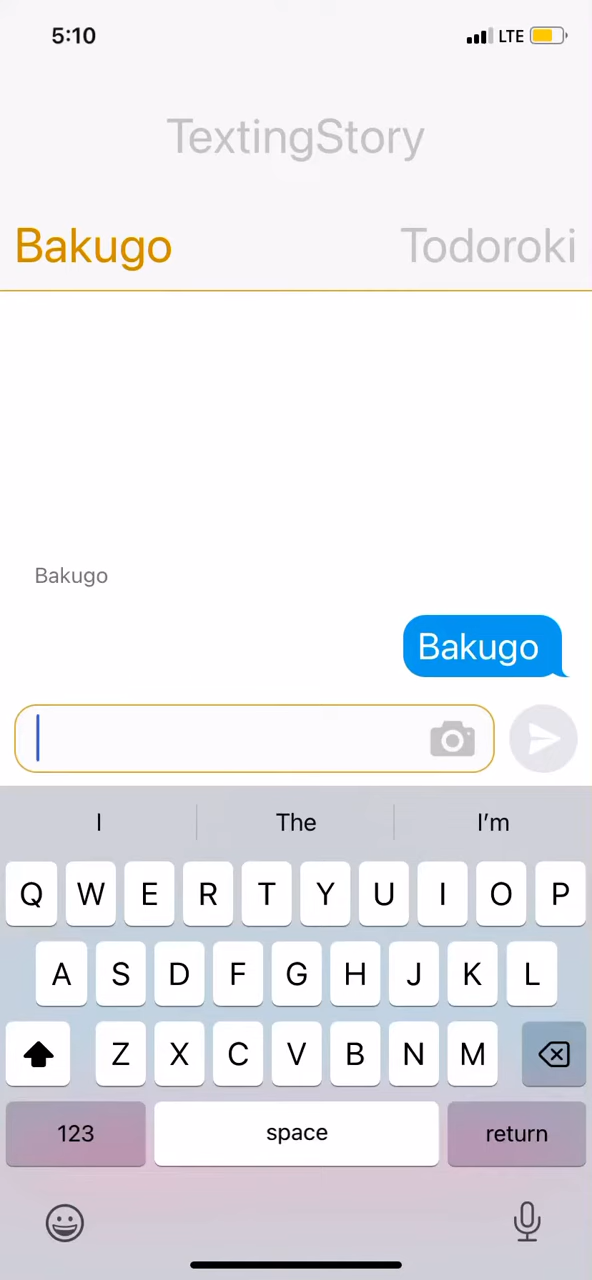 5:10 LTE
TextingStory
Bakugo Todoroki
Bakugo
Bakugo
I The I'm
Q W E R T Y U I O P
A S D F G H J K L
Z X C V B N M
123 space return